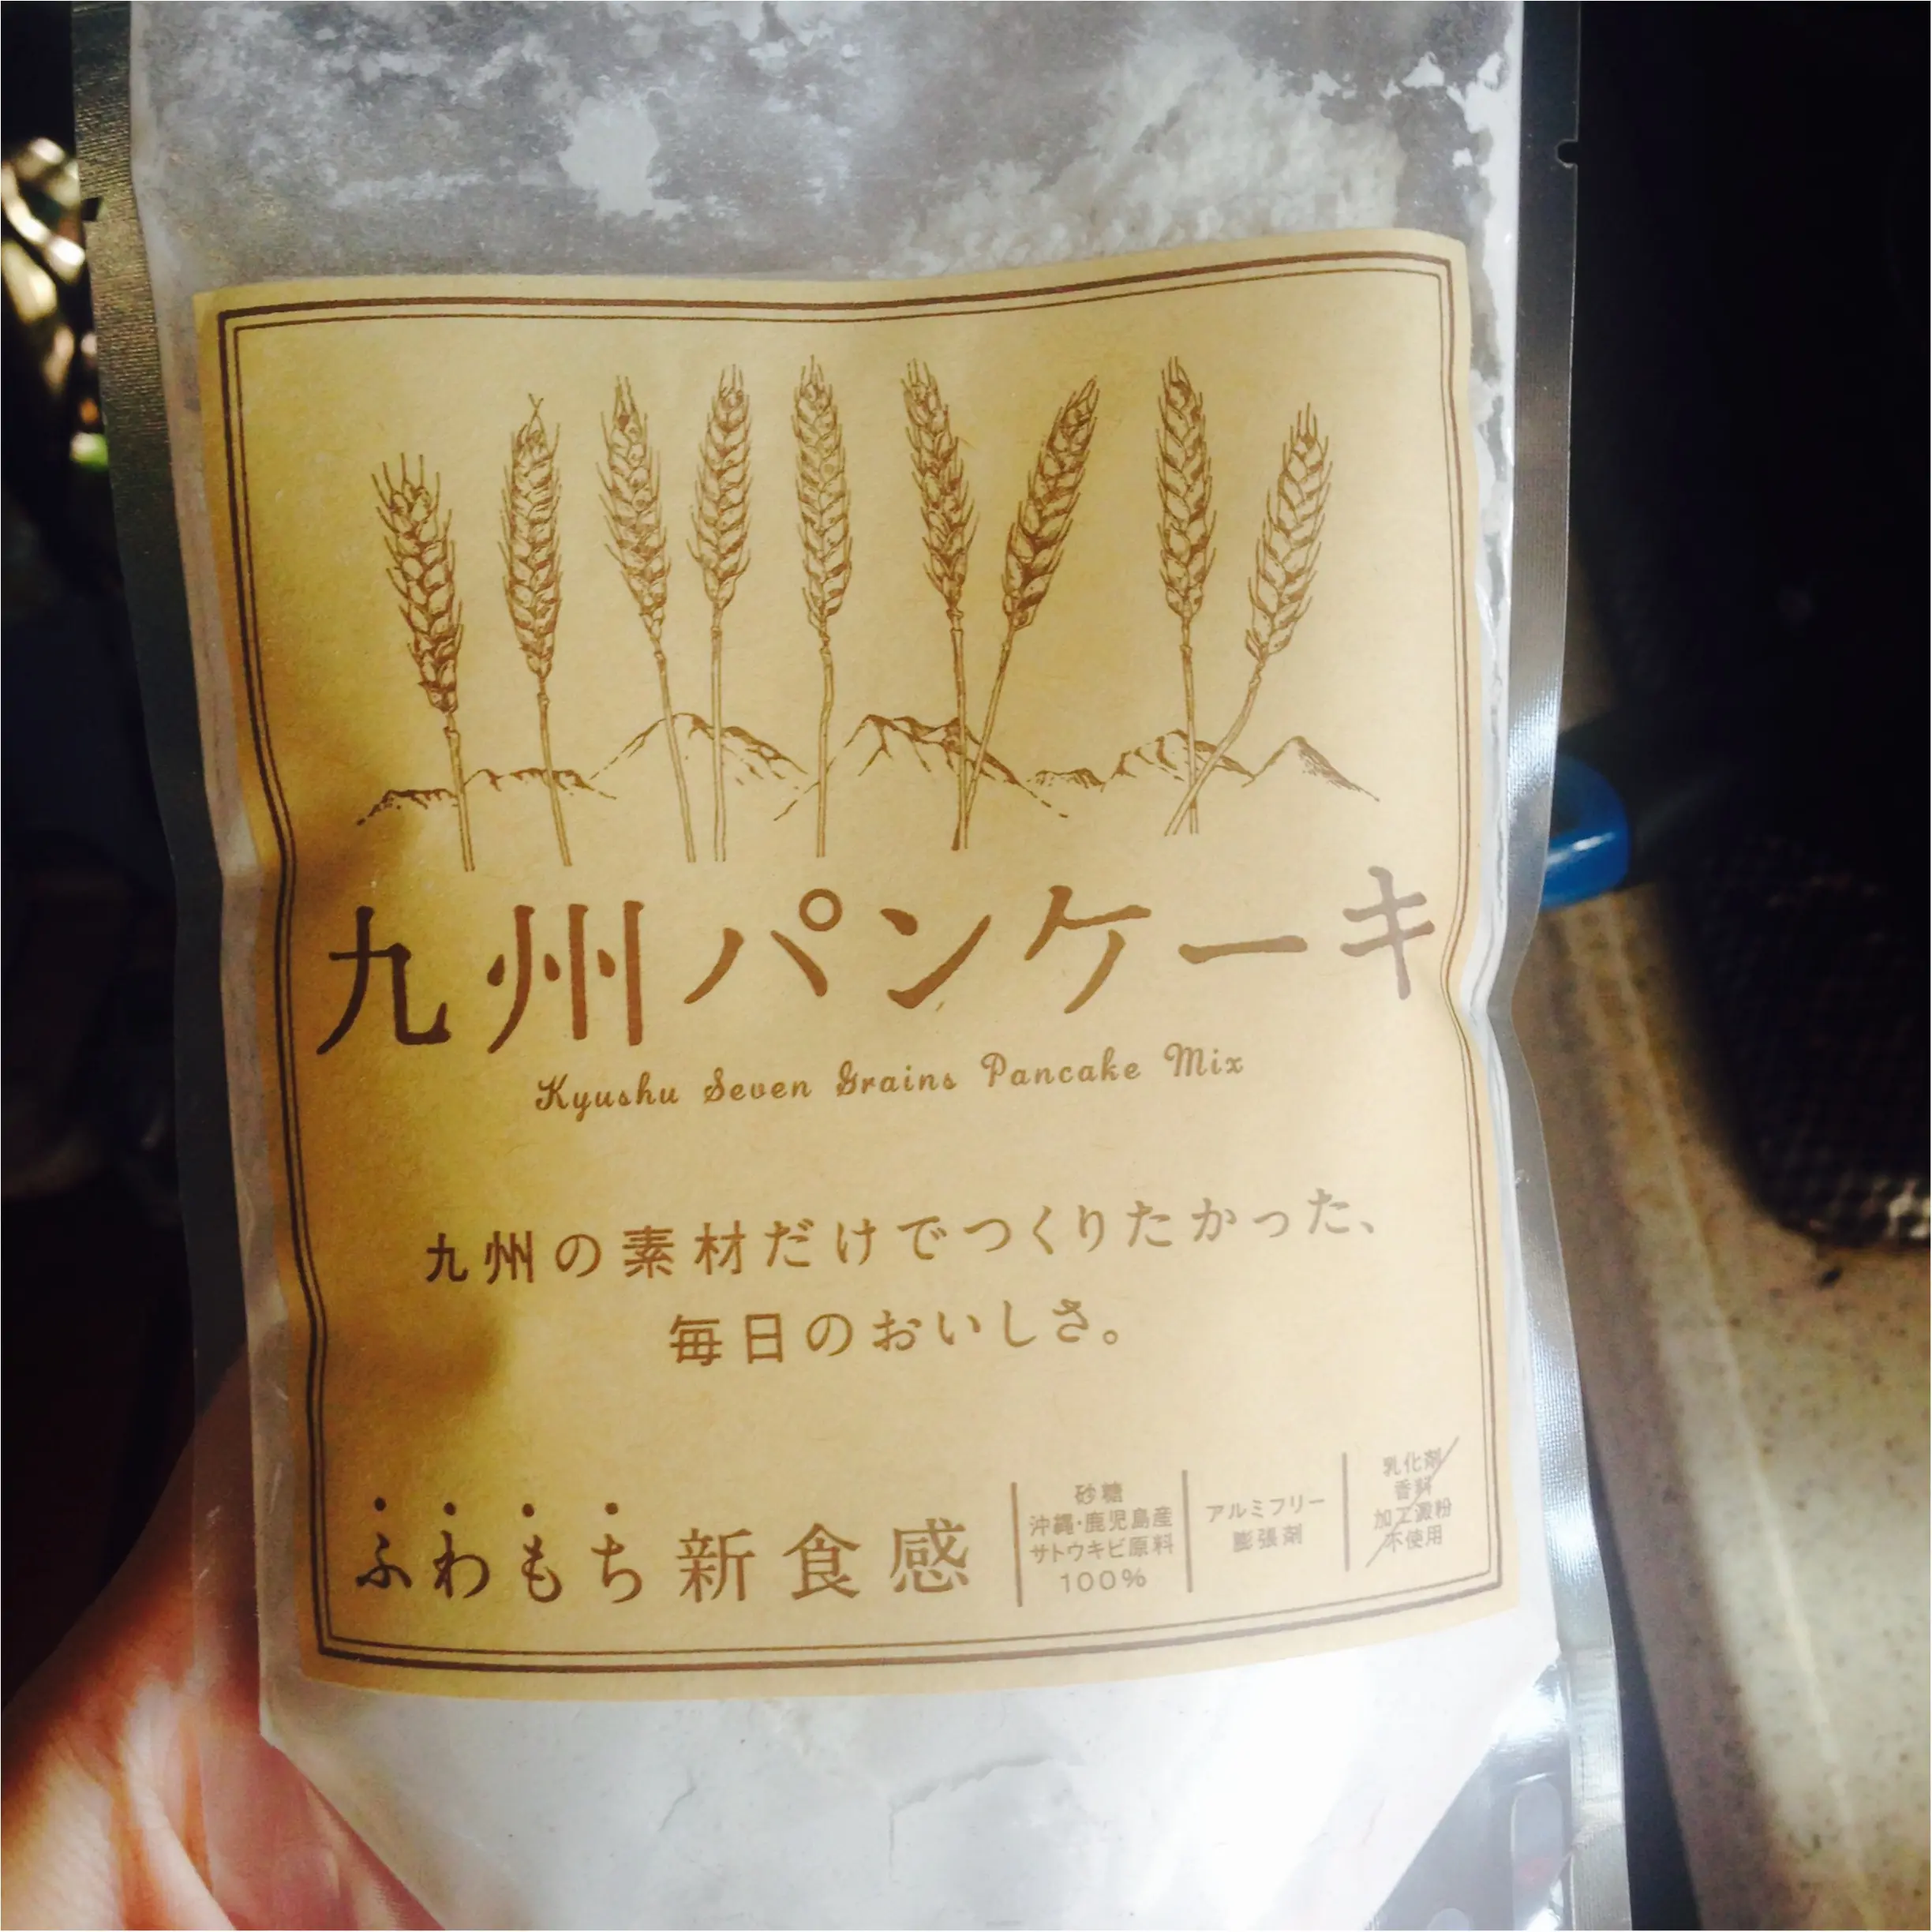 九州パンケーキ
Kyushu Seven Grains Pancake Mix
九州の素材だけでつくりたかった、
毎日のおいしさ。
ふわもち新食感
砂糖
沖縄・鹿児島産
サトウキビ原料
100%
アルミフリー
膨張剤
乳化剤
香料
加工澱粉
不使用